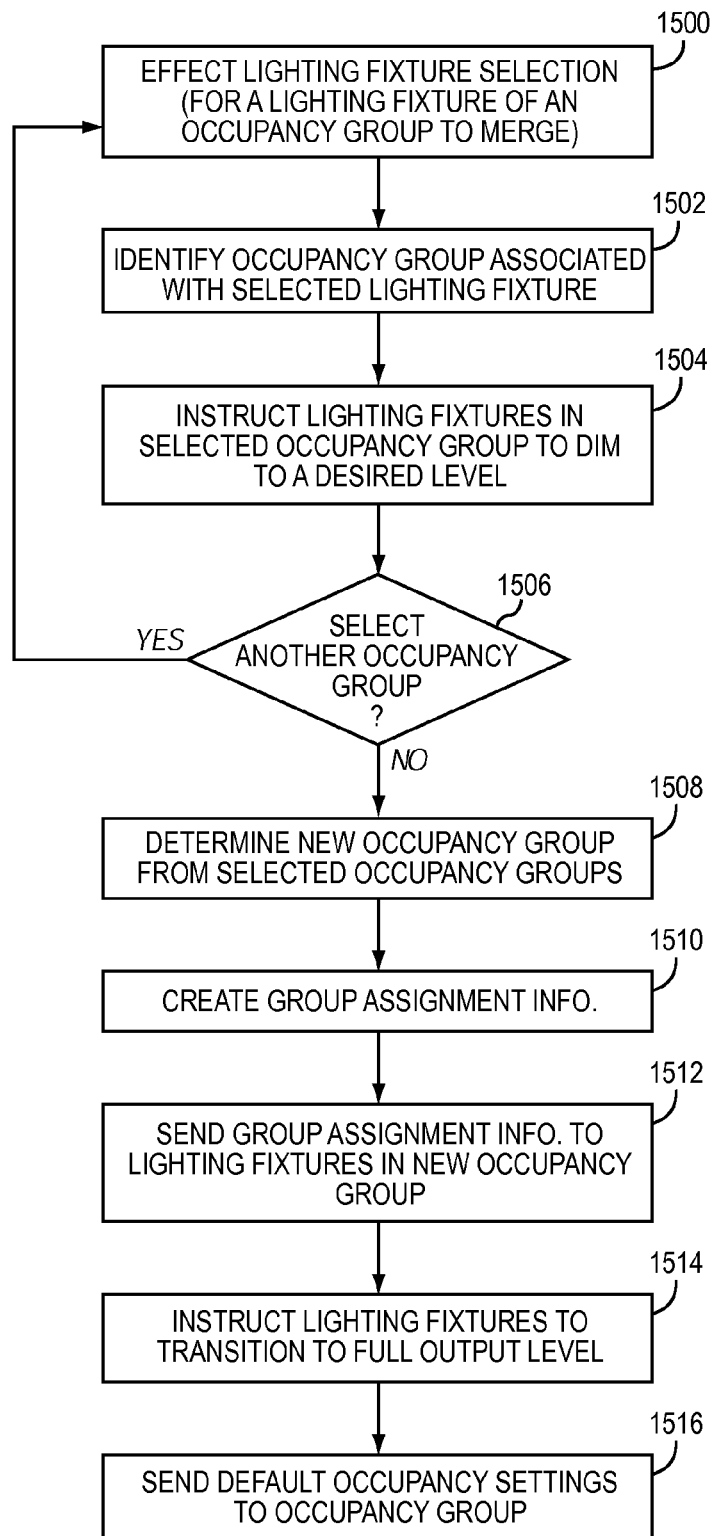 1500
EFFECT LIGHTING FIXTURE SELECTION
(FOR A LIGHTING FIXTURE OF AN
OCCUPANCY GROUP TO MERGE)
1502
IDENTIFY OCCUPANCY GROUP ASSOCIATED
WITH SELECTED LIGHTING FIXTURE
1504
INSTRUCT LIGHTING FIXTURES IN
SELECTED OCCUPANCY GROUP TO DIM
TO A DESIRED LEVEL
1506
YES
SELECT
ANOTHER OCCUPANCY
GROUP
?
NO
1508
DETERMINE NEW OCCUPANCY GROUP
FROM SELECTED OCCUPANCY GROUPS
1510
CREATE GROUP ASSIGNMENT INFO.
1512
SEND GROUP ASSIGNMENT INFO. TO
LIGHTING FIXTURES IN NEW OCCUPANCY
GROUP
1514
INSTRUCT LIGHTING FIXTURES TO
TRANSITION TO FULL OUTPUT LEVEL
1516
SEND DEFAULT OCCUPANCY SETTINGS
TO OCCUPANCY GROUP